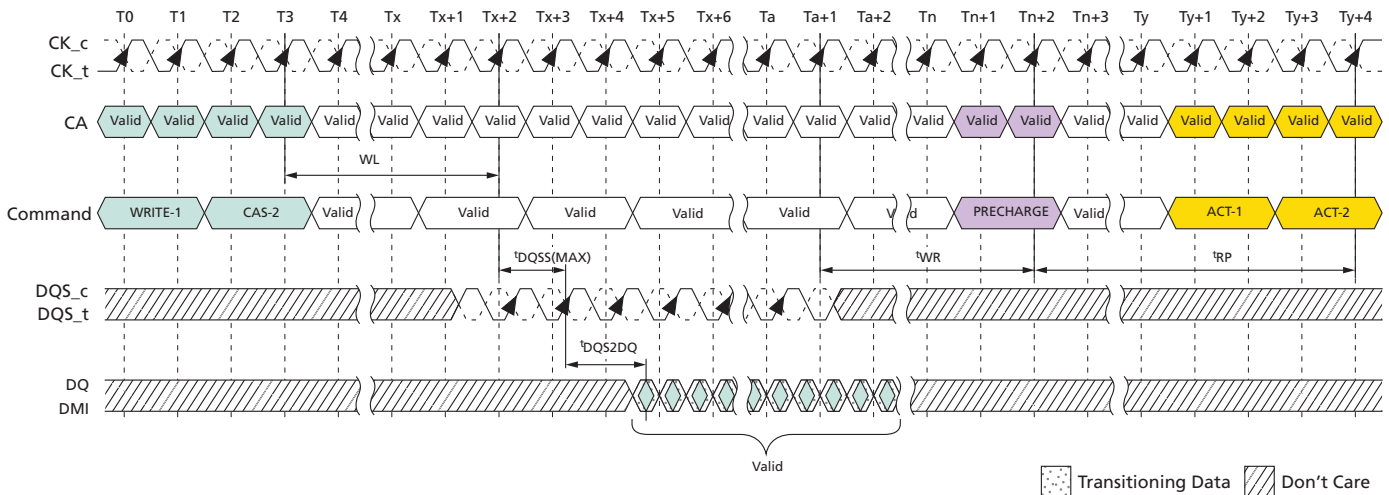 T0 T1 T2 T3 T4 Tx Tx+1 Tx+2 Tx+3 Tx+4 Tx+5 Tx+6 Ta Ta+1 Ta+2 Tn Tn+1 Tn+2 Tn+3 Ty Ty+1 Ty+2 Ty+3 Ty+4
CK_c
CK_t
CA Valid Valid Valid Valid Valid Valid Valid Valid Valid Valid Valid Valid Valid Valid Valid Valid Valid Valid Valid Valid Valid Valid Valid Valid
WL
Command WRITE-1 CAS-2 Valid Valid Valid Valid Valid Valid Valid PRECHARGE Valid Valid ACT-1 ACT-2
tDQSS(MAX) tWR tRP
DQS_c
DQS_t
tDQS2DQ
DQ
DMI
Valid
Transitioning Data Don't Care